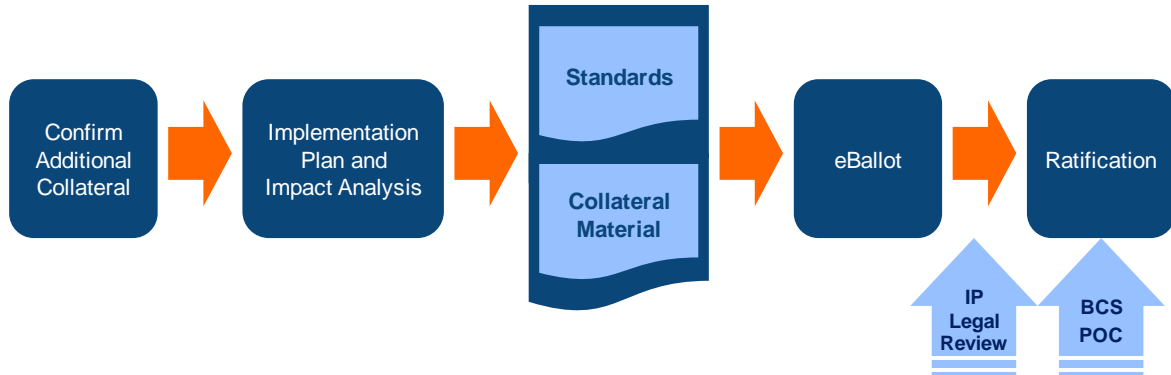 Confirm
Additional
Collateral
Implementation
Plan and
Impact Analysis
Standards
Collateral
Material
eBallot
Ratification
IP
Legal
Review
BCS
POC